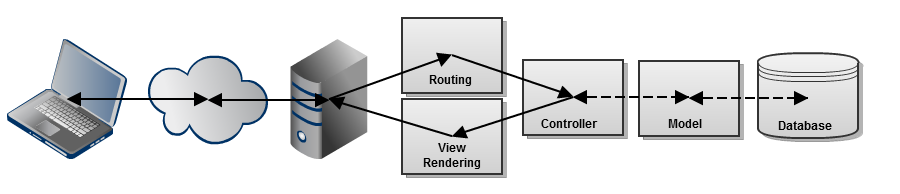 Routing
View
Rendering
Controller
Model
Database